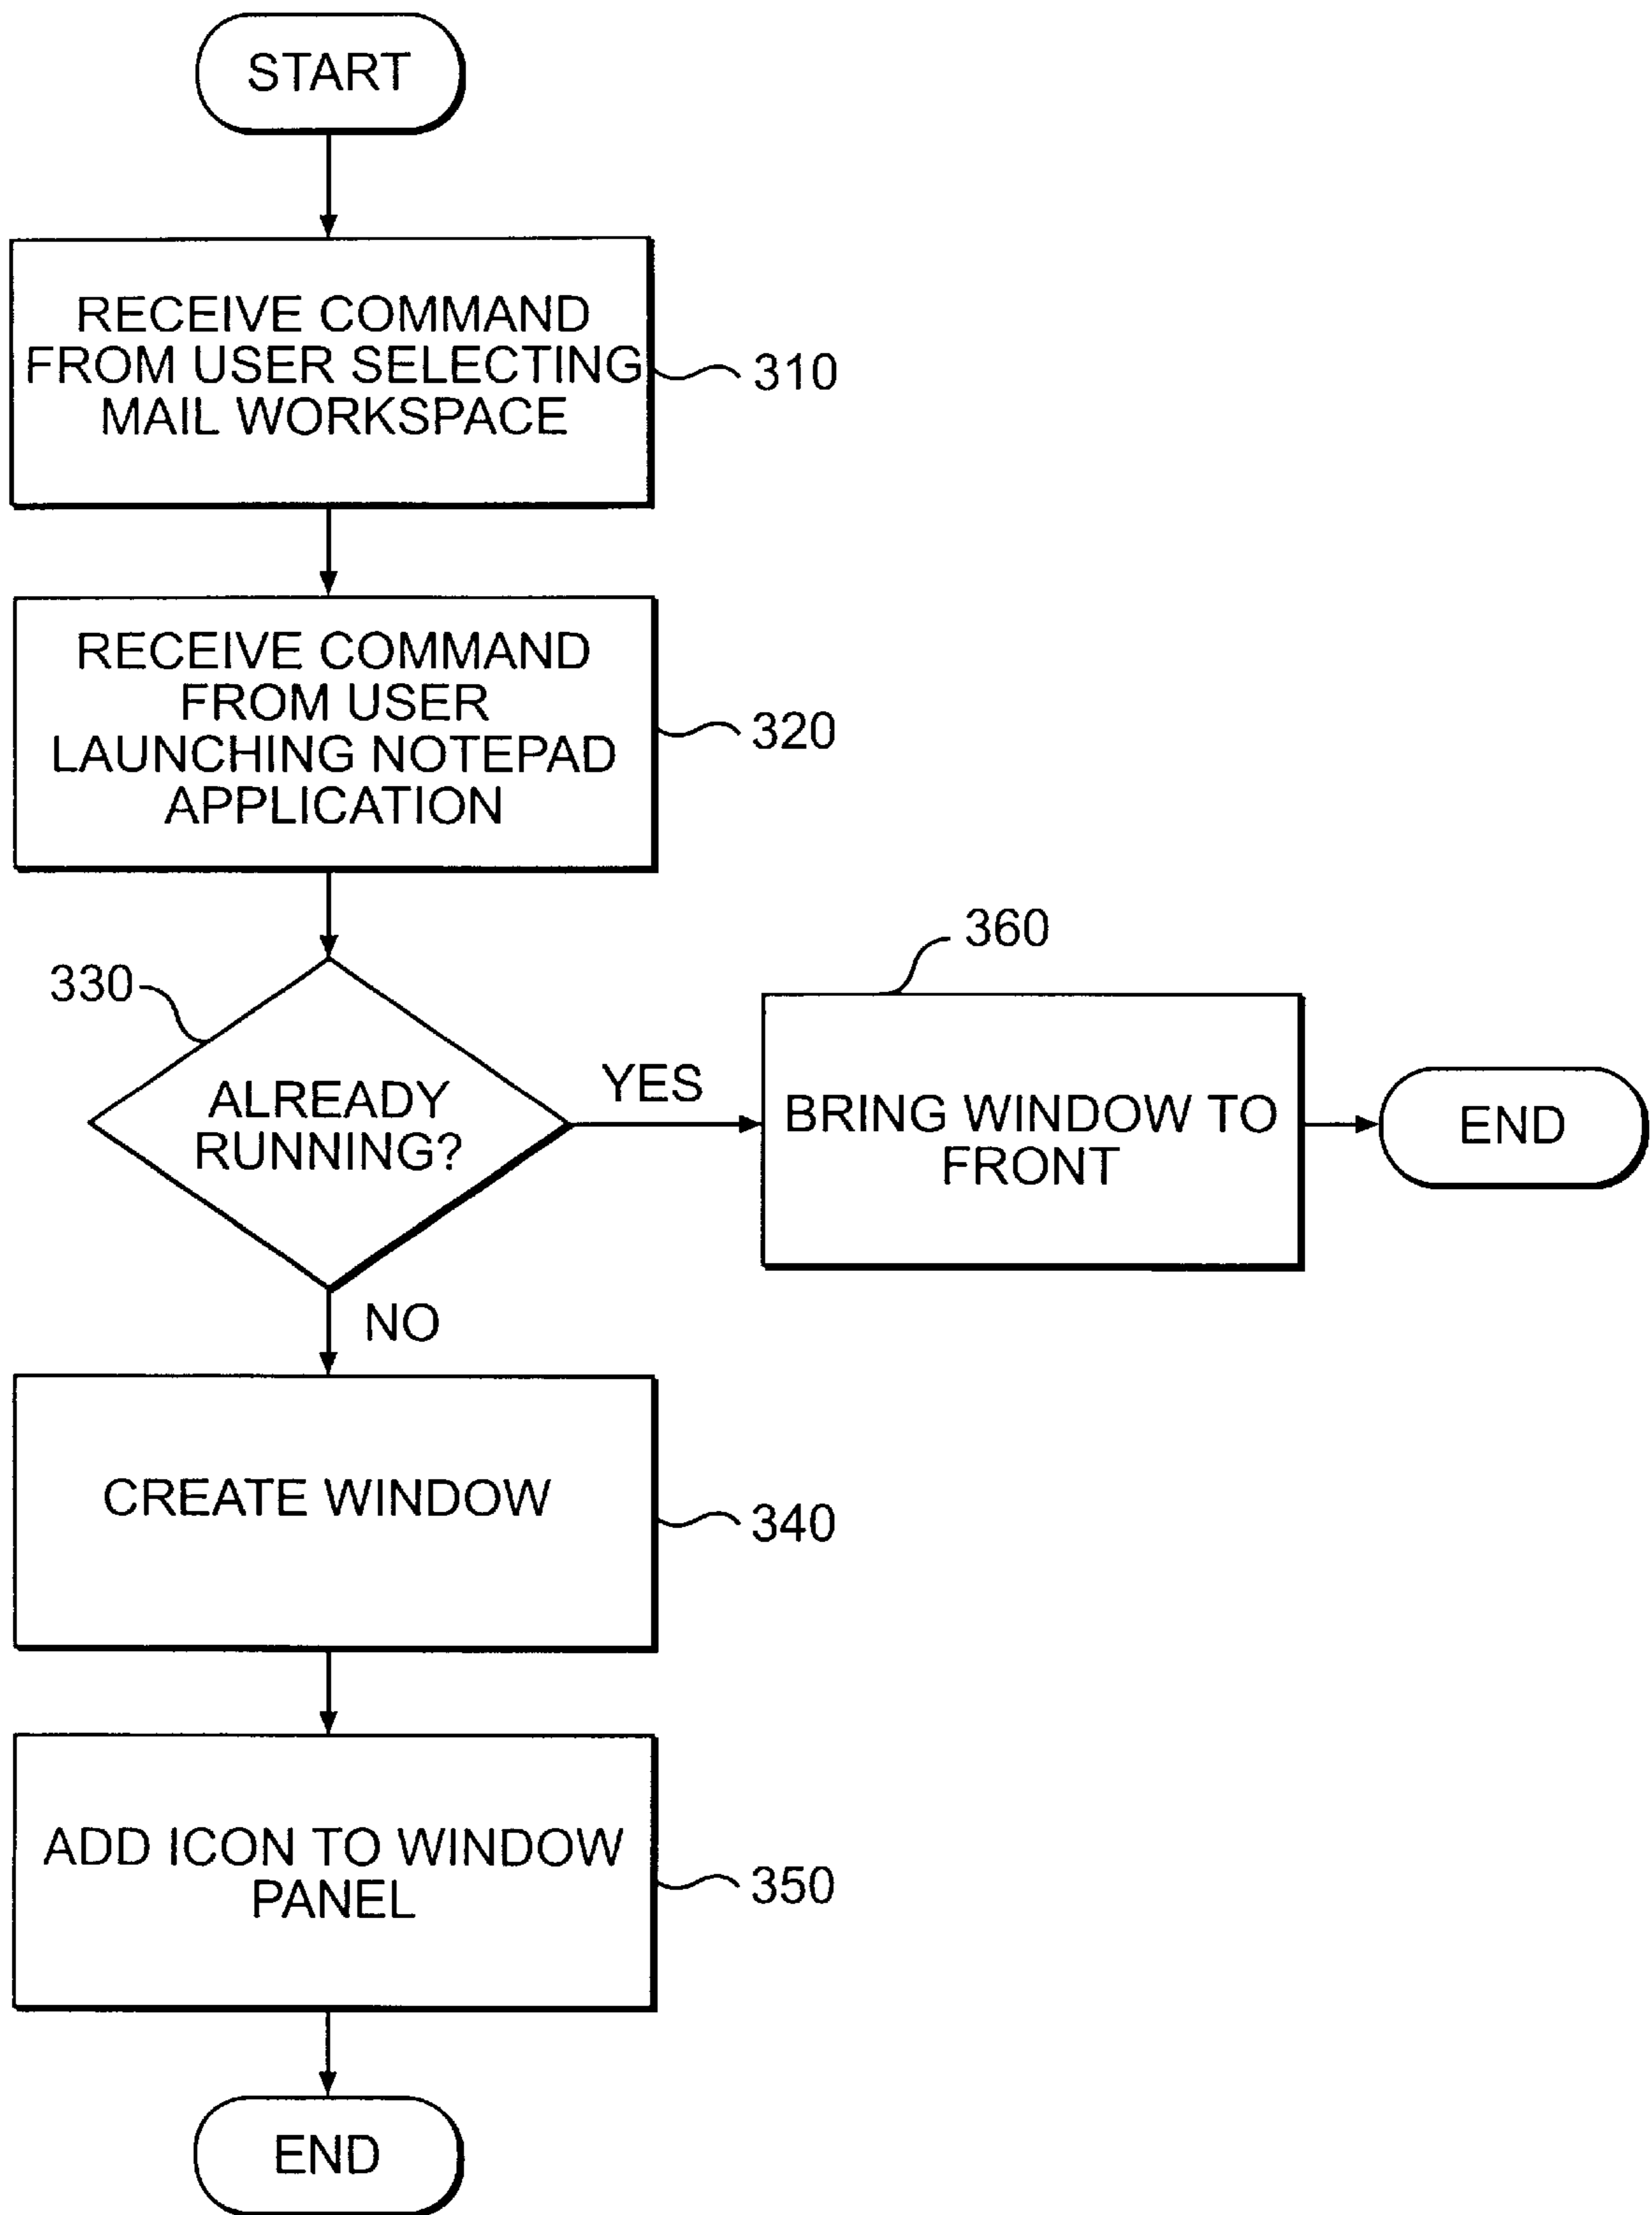 START
RECEIVE COMMAND
FROM USER SELECTING
MAIL WORKSPACE
310
RECEIVE COMMAND
FROM USER
LAUNCHING NOTEPAD
APPLICATION
320
330
ALREADY
RUNNING?
YES
360
BRING WINDOW TO
FRONT
END
NO
CREATE WINDOW
340
ADD ICON TO WINDOW
PANEL
350
END